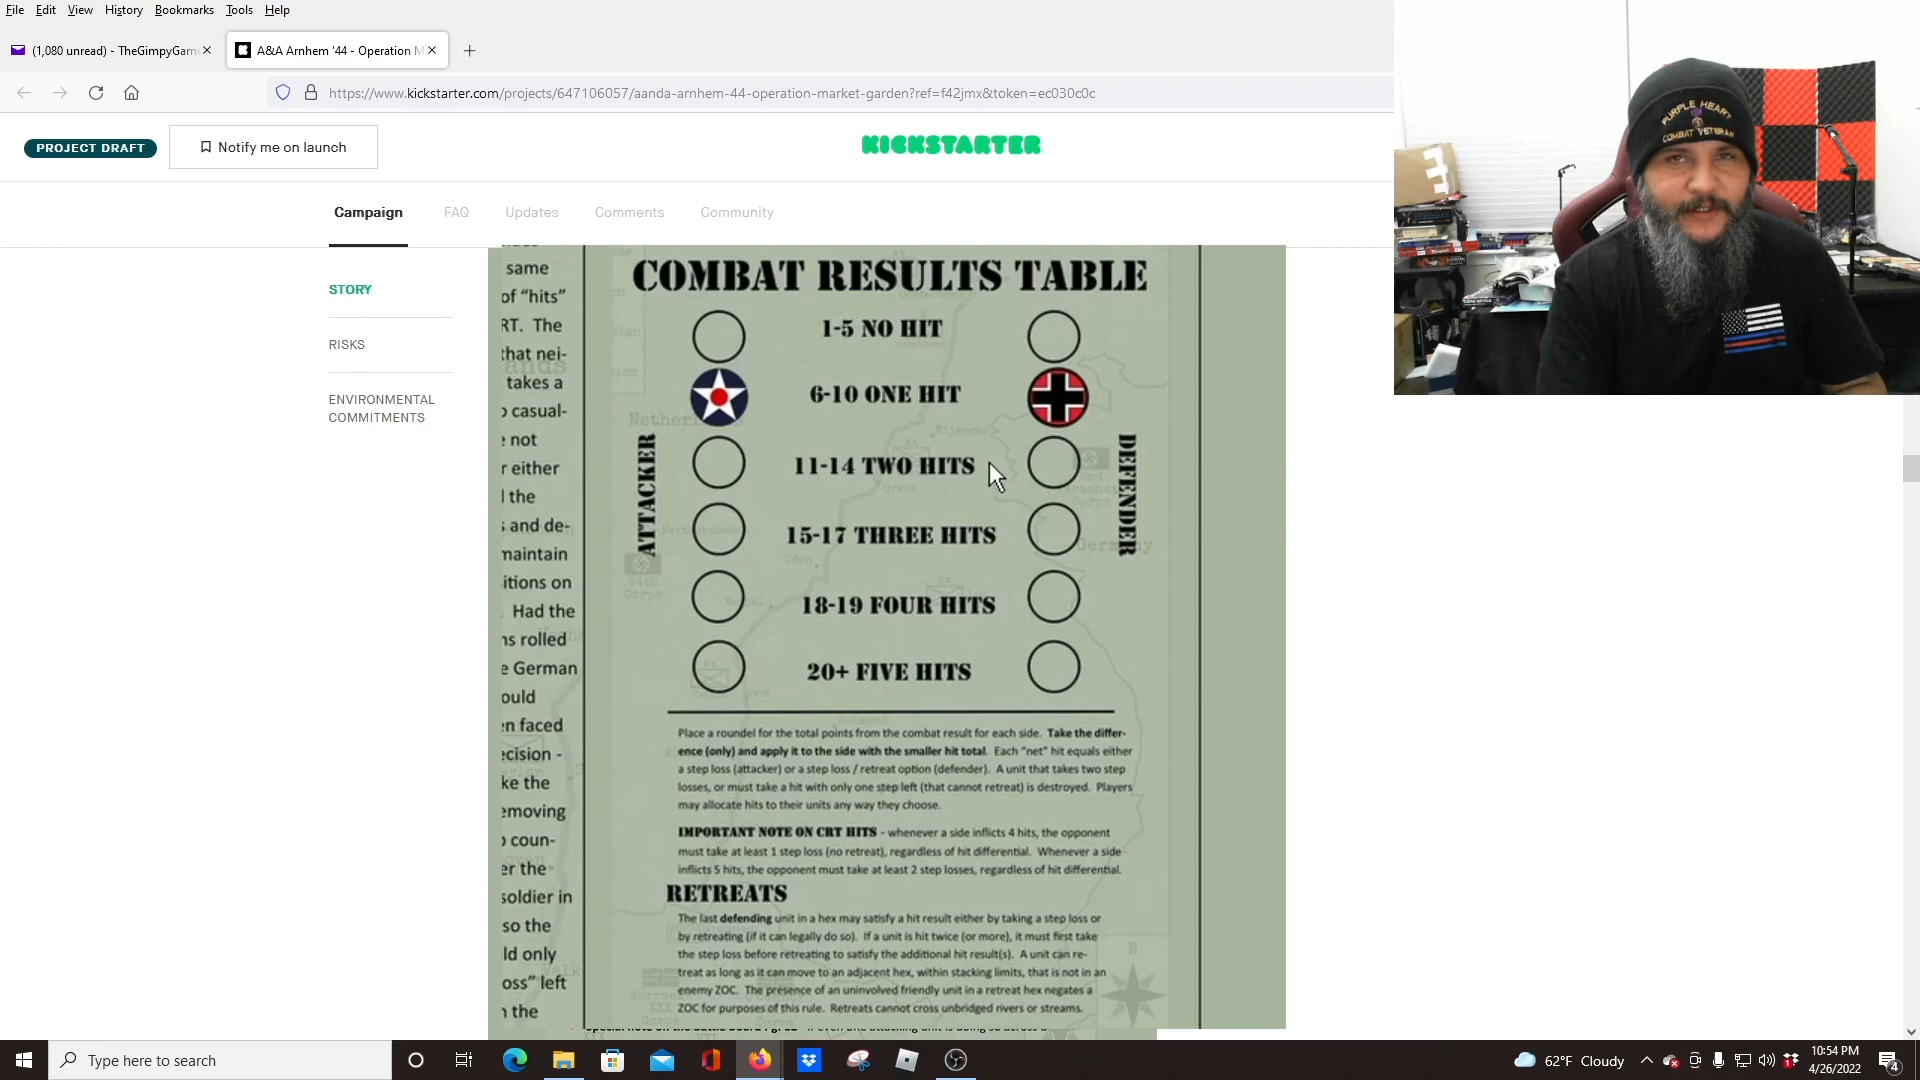 File Edit View History Bookmarks Tools Help
(1,080 unread) - TheGimpyGam
A&A Arnhem '44 - Operation M
https://www.kickstarter.com/projects/647106057/aanda-arnhem-44-operation-market-garden?ref=f42jmx&token=ec030c0c
PROJECT DRAFT
Notify me on launch
KICKSTARTER
Campaign FAQ Updates Comments Community
STORY
RISKS
ENVIRONMENTAL
COMMITMENTS
same
of "hits"
RT. The
that nei-
takes a
casual-
not
r either
the
s and de-
maintain
itions on
. Had the
ns rolled
e German
ould
en faced
ecision -
ke the
emoving
coun-
er the
soldier in
so the
ld only
oss" left
n the
COMBAT RESULTS TABLE
1-5 NO HIT
6-10 ONE HIT
11-14 TWO HITS
15-17 THREE HITS
18-19 FOUR HITS
20+ FIVE HITS
ATTACKER
DEFENDER
Place a roundel for the total points from the combat result for each side. Take the differ-
ence (only) and apply it to the side with the smaller hit total. Each "net" hit equals either
a step loss (attacker) or a step loss / retreat option (defender). A unit that takes two step
losses, or must take a hit with only one step left (that cannot retreat) is destroyed. Players
may allocate hits to their units any way they choose.
IMPORTANT NOTE ON CRT HITS - whenever a side inflicts 4 hits, the opponent
must take at least 1 step loss (no retreat), regardless of hit differential. Whenever a side
inflicts 5 hits, the opponent must take at least 2 step losses, regardless of hit differential.
RETREATS
The last defending unit in a hex may satisfy a hit result either by taking a step loss or
by retreating (if it can legally do so). If a unit is hit twice (or more), it must first take
the step loss before retreating to satisfy the additional hit result(s). A unit can re-
treat as long as it can move to an adjacent hex, within stacking limits, that is not in an
enemy ZOC. The presence of an uninvolved friendly unit in a retreat hex negates a
ZOC for purposes of this rule. Retreats cannot cross unbridged rivers or streams.
Netherlands
Germany
Grave
Uden
84th
Corps
N
PURPLE HEART
COMBAT VETERAN
Type here to search
62°F Cloudy
10:54 PM
4/26/2022
4